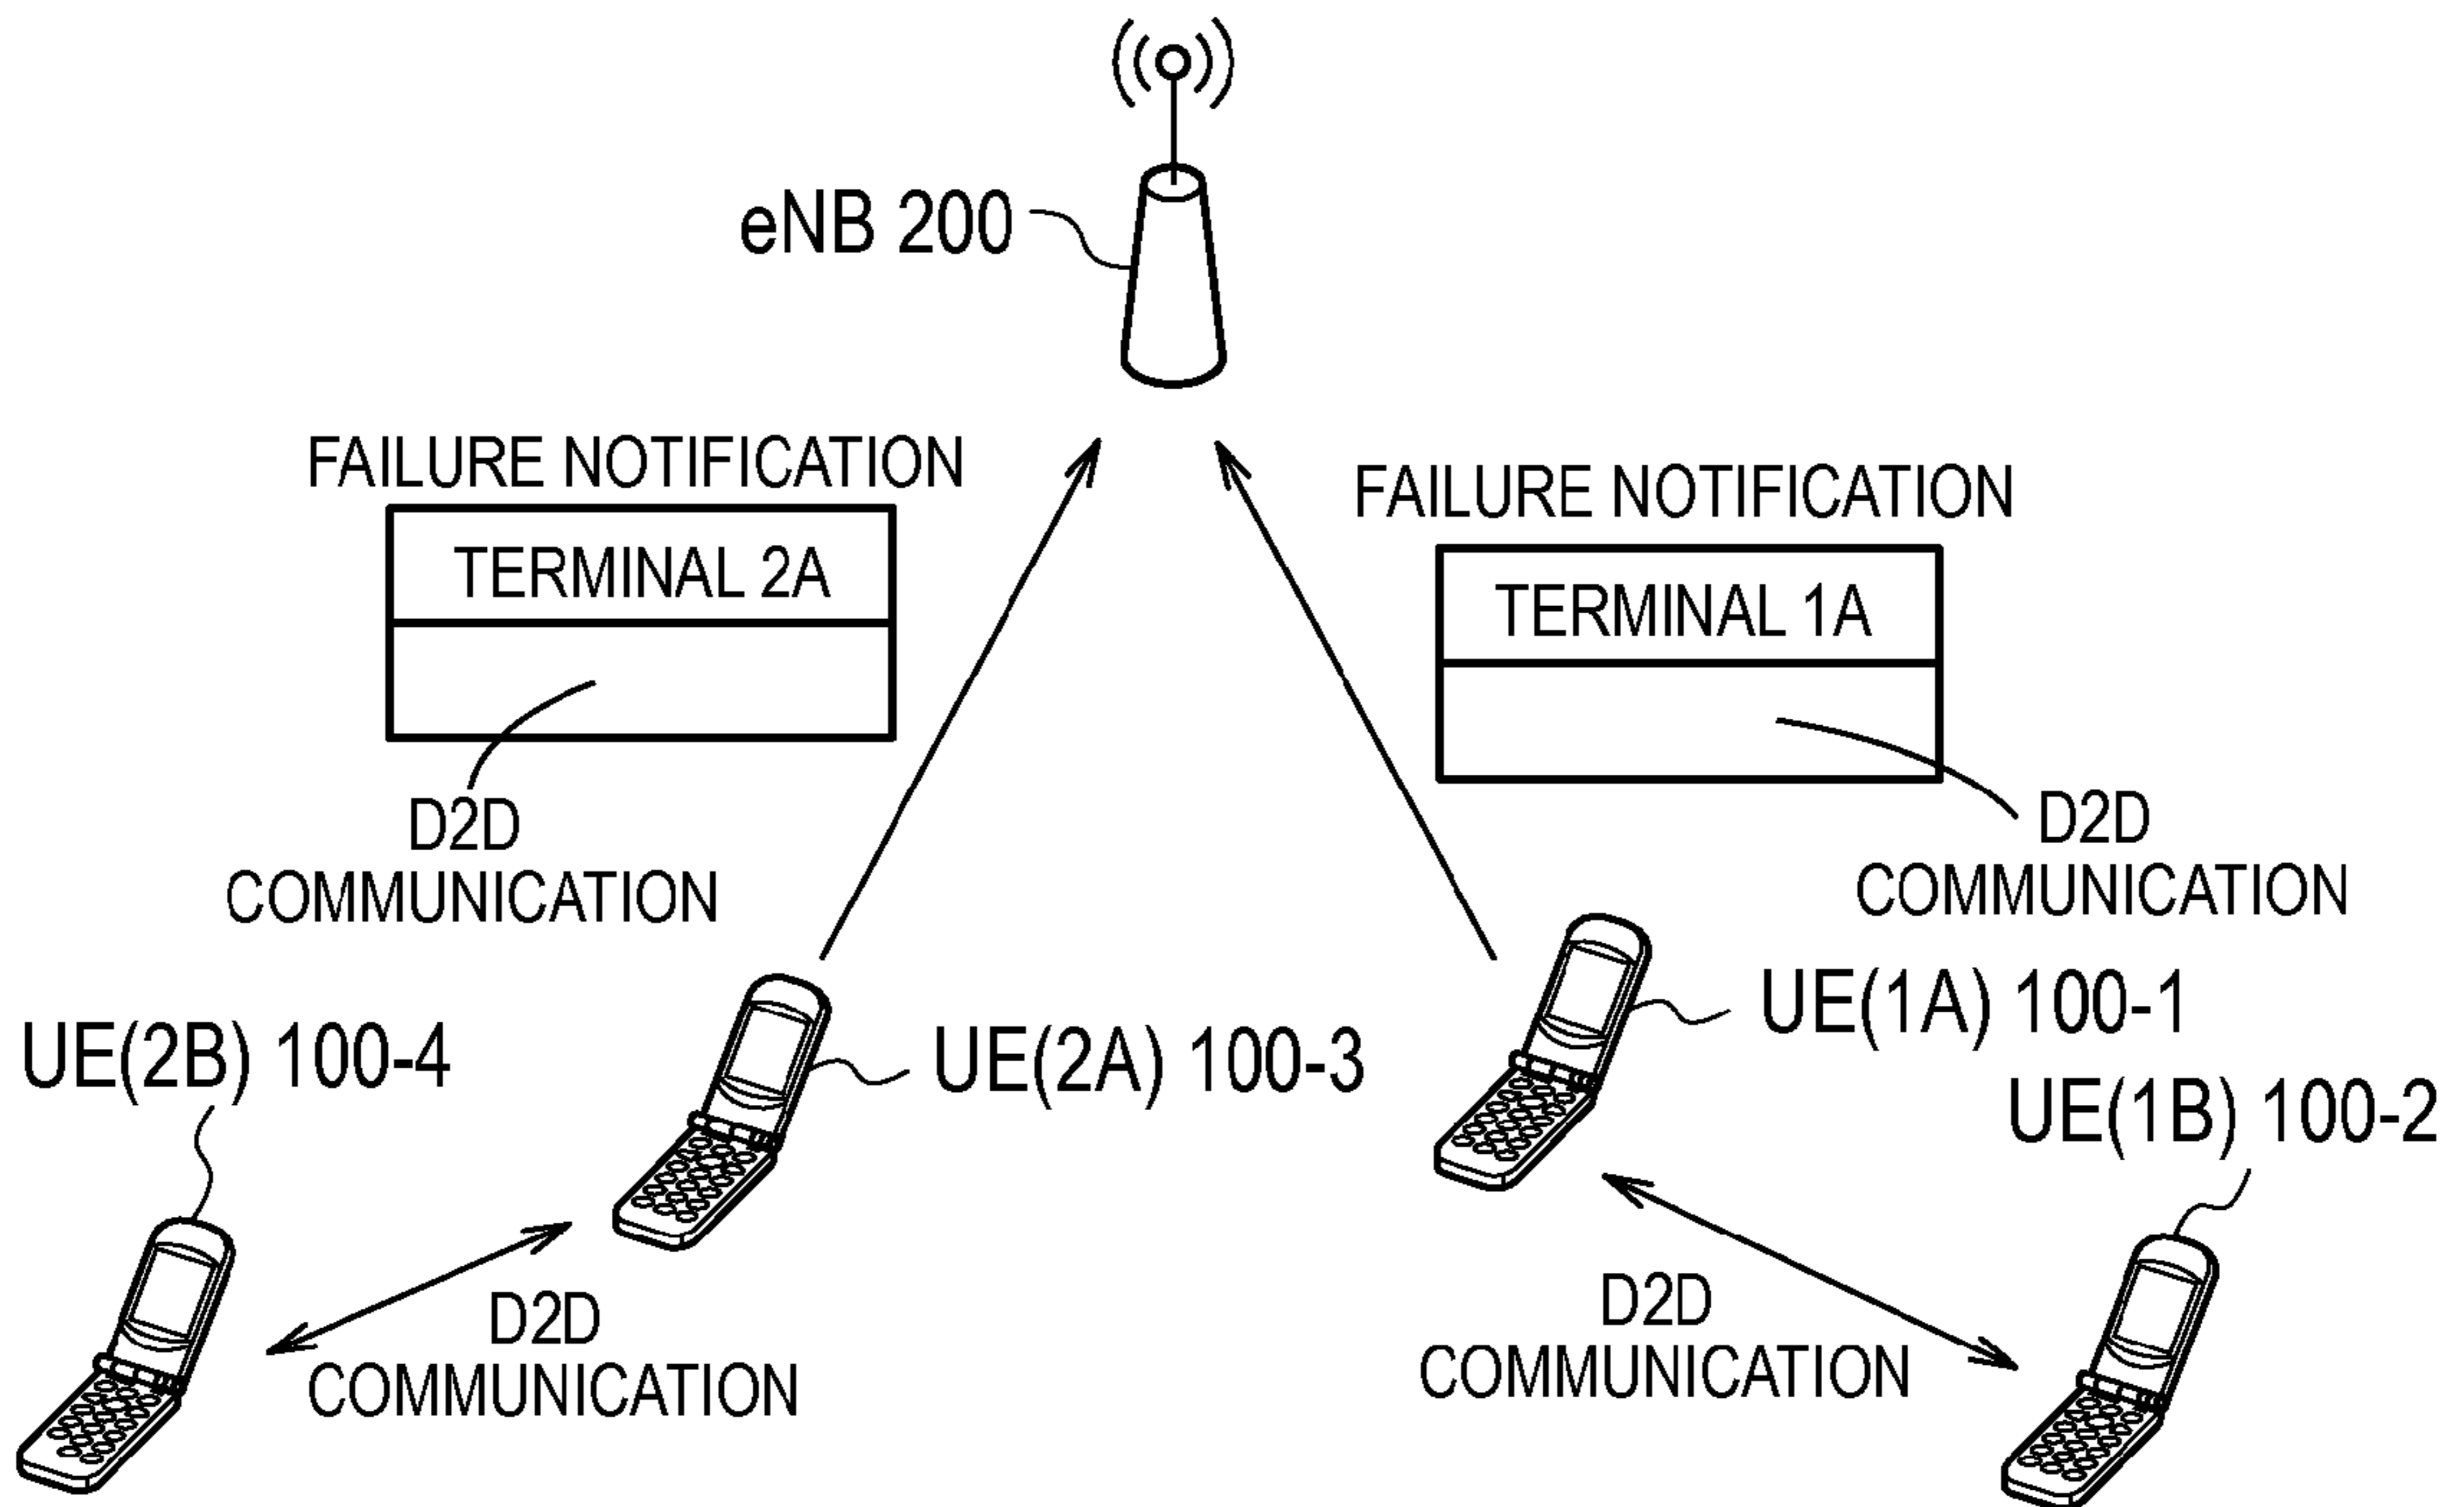 eNB 200
FAILURE NOTIFICATION
TERMINAL 2A
D2D
COMMUNICATION
FAILURE NOTIFICATION
TERMINAL 1A
D2D
COMMUNICATION
UE(2B) 100-4
UE(2A) 100-3
UE(1A) 100-1
UE(1B) 100-2
D2D
COMMUNICATION
D2D
COMMUNICATION